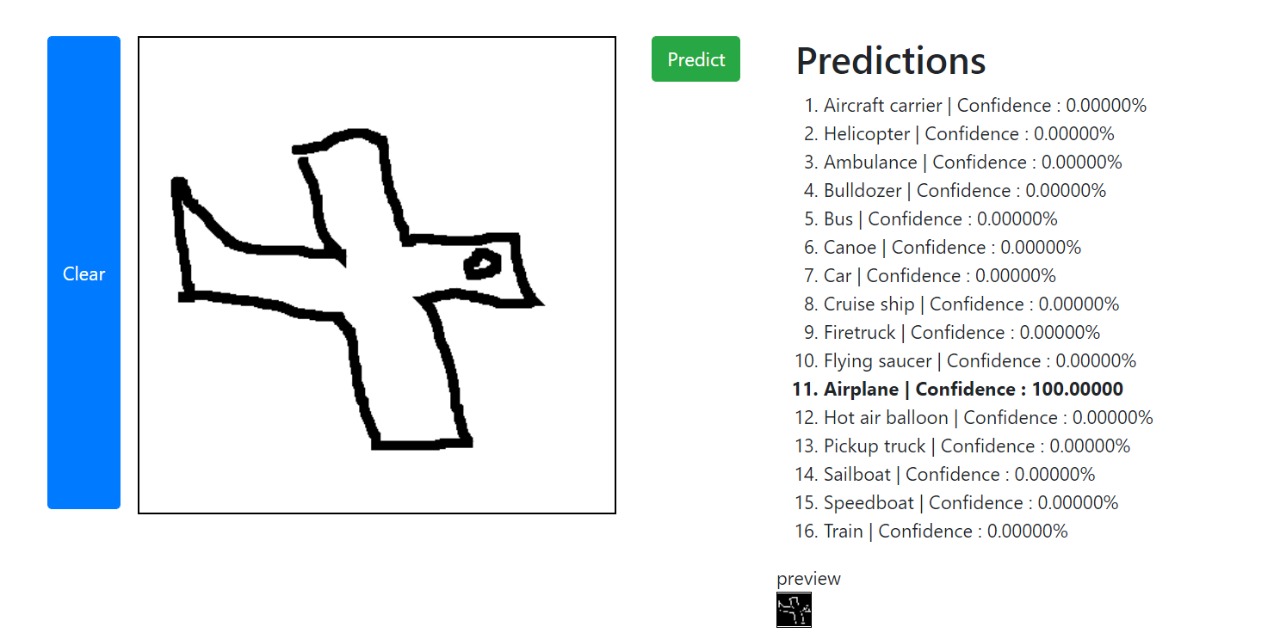 Clear
Predict
Predictions
1. Aircraft carrier | Confidence : 0.00000%
2. Helicopter | Confidence : 0.00000%
3. Ambulance | Confidence : 0.00000%
4. Bulldozer | Confidence : 0.00000%
5. Bus | Confidence : 0.00000%
6. Canoe | Confidence : 0.00000%
7. Car | Confidence : 0.00000%
8. Cruise ship | Confidence : 0.00000%
9. Firetruck | Confidence : 0.00000%
10. Flying saucer | Confidence : 0.00000%
11. Airplane | Confidence : 100.00000
12. Hot air balloon | Confidence : 0.00000%
13. Pickup truck | Confidence : 0.00000%
14. Sailboat | Confidence : 0.00000%
15. Speedboat | Confidence : 0.00000%
16. Train | Confidence : 0.00000%
preview